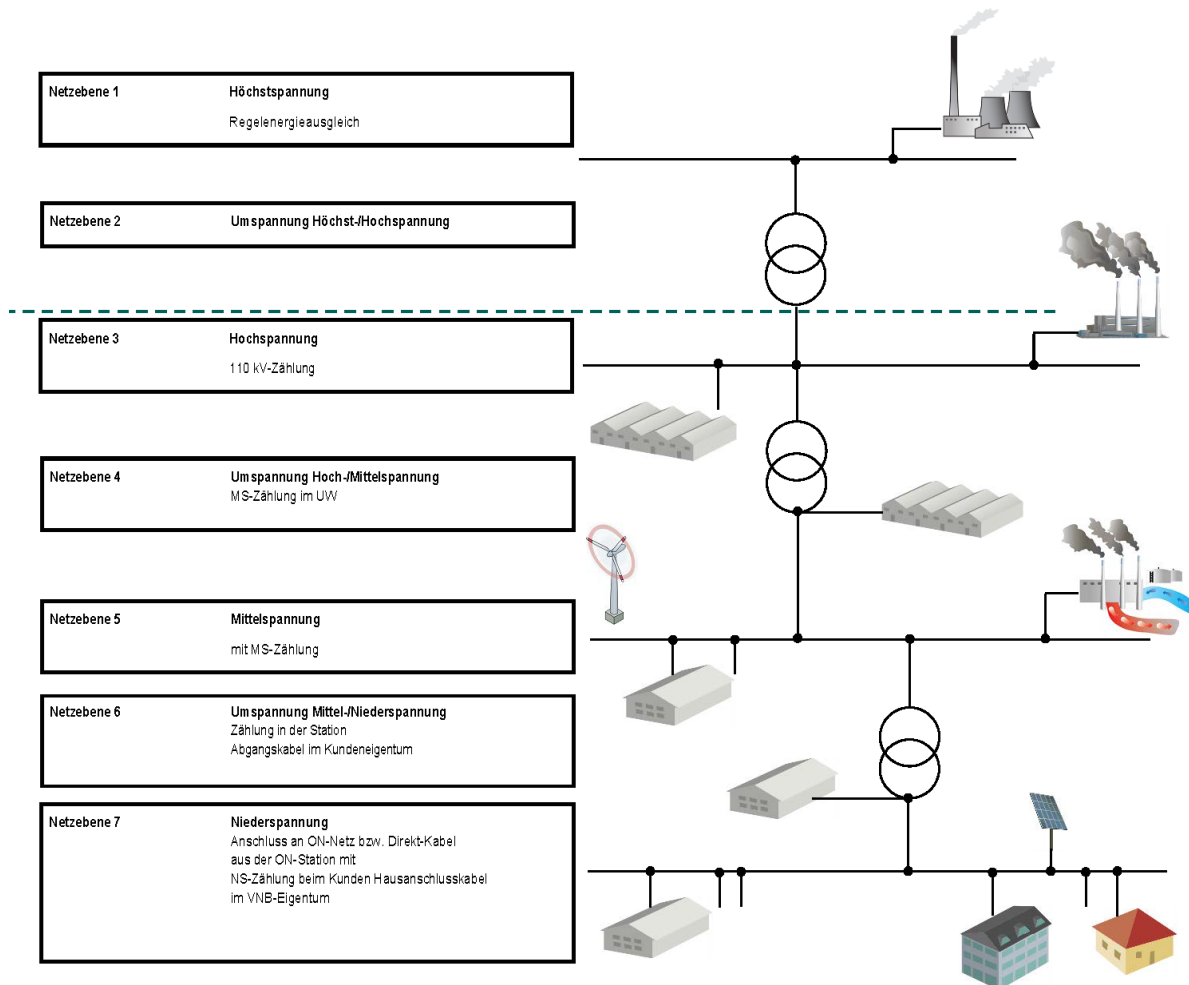 Netzebene 1 Höchstspannung
Regelenergieausgleich
Netzebene 2 Umspannung Höchst-/Hochspannung
Netzebene 3 Hochspannung
110 kV-Zählung
Netzebene 4 Umspannung Hoch-/Mittelspannung
MS-Zählung im UW
Netzebene 5 Mittelspannung
mit MS-Zählung
Netzebene 6 Umspannung Mittel-/Niederspannung
Zählung in der Station
Abgangskabel im Kundeneigentum
Netzebene 7 Niederspannung
Anschluss an ON-Netz bzw. Direkt-Kabel
aus der ON-Station mit
NS-Zählung beim Kunden Hausanschlusskabel
im VNB-Eigentum